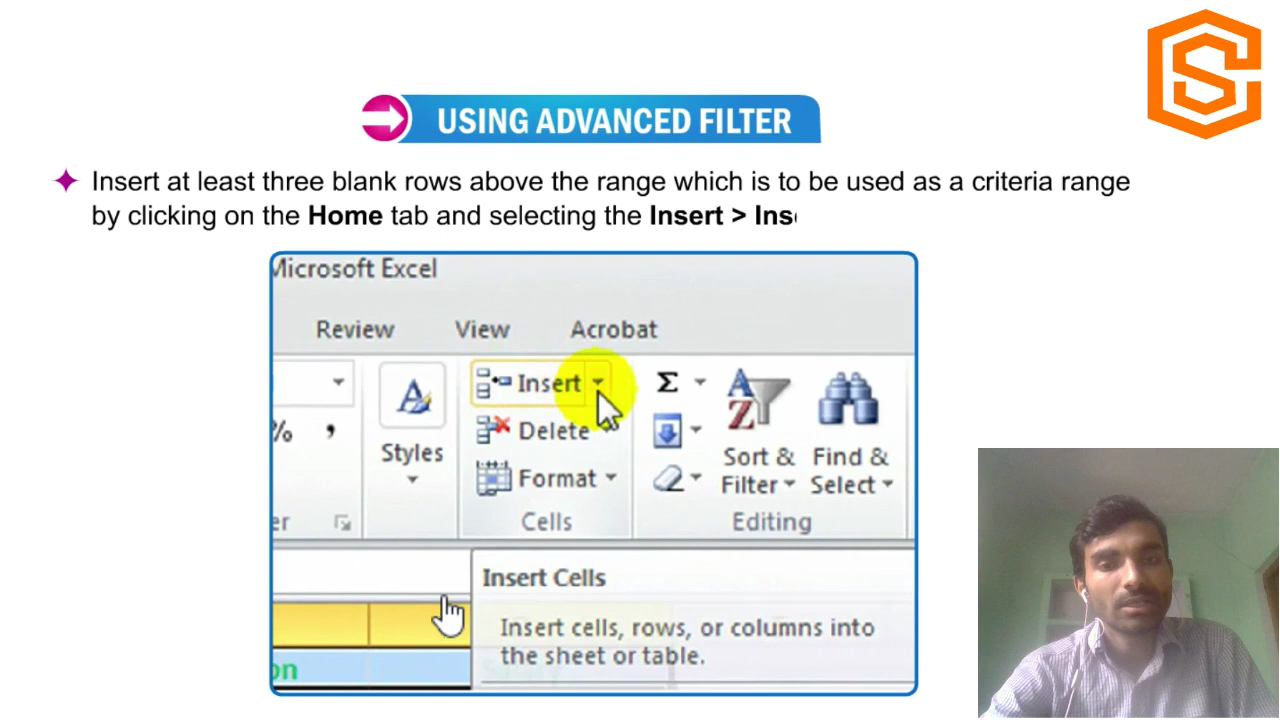 USING ADVANCED FILTER
Insert at least three blank rows above the range which is to be used as a criteria range
by clicking on the Home tab and selecting the Insert > Ins
Microsoft Excel
Review View Acrobat
Insert Σ
% , Delete
Styles Sort & Find &
Format Filter Select
er Cells Editing
Insert Cells
Insert cells, rows, or columns into
on the sheet or table.